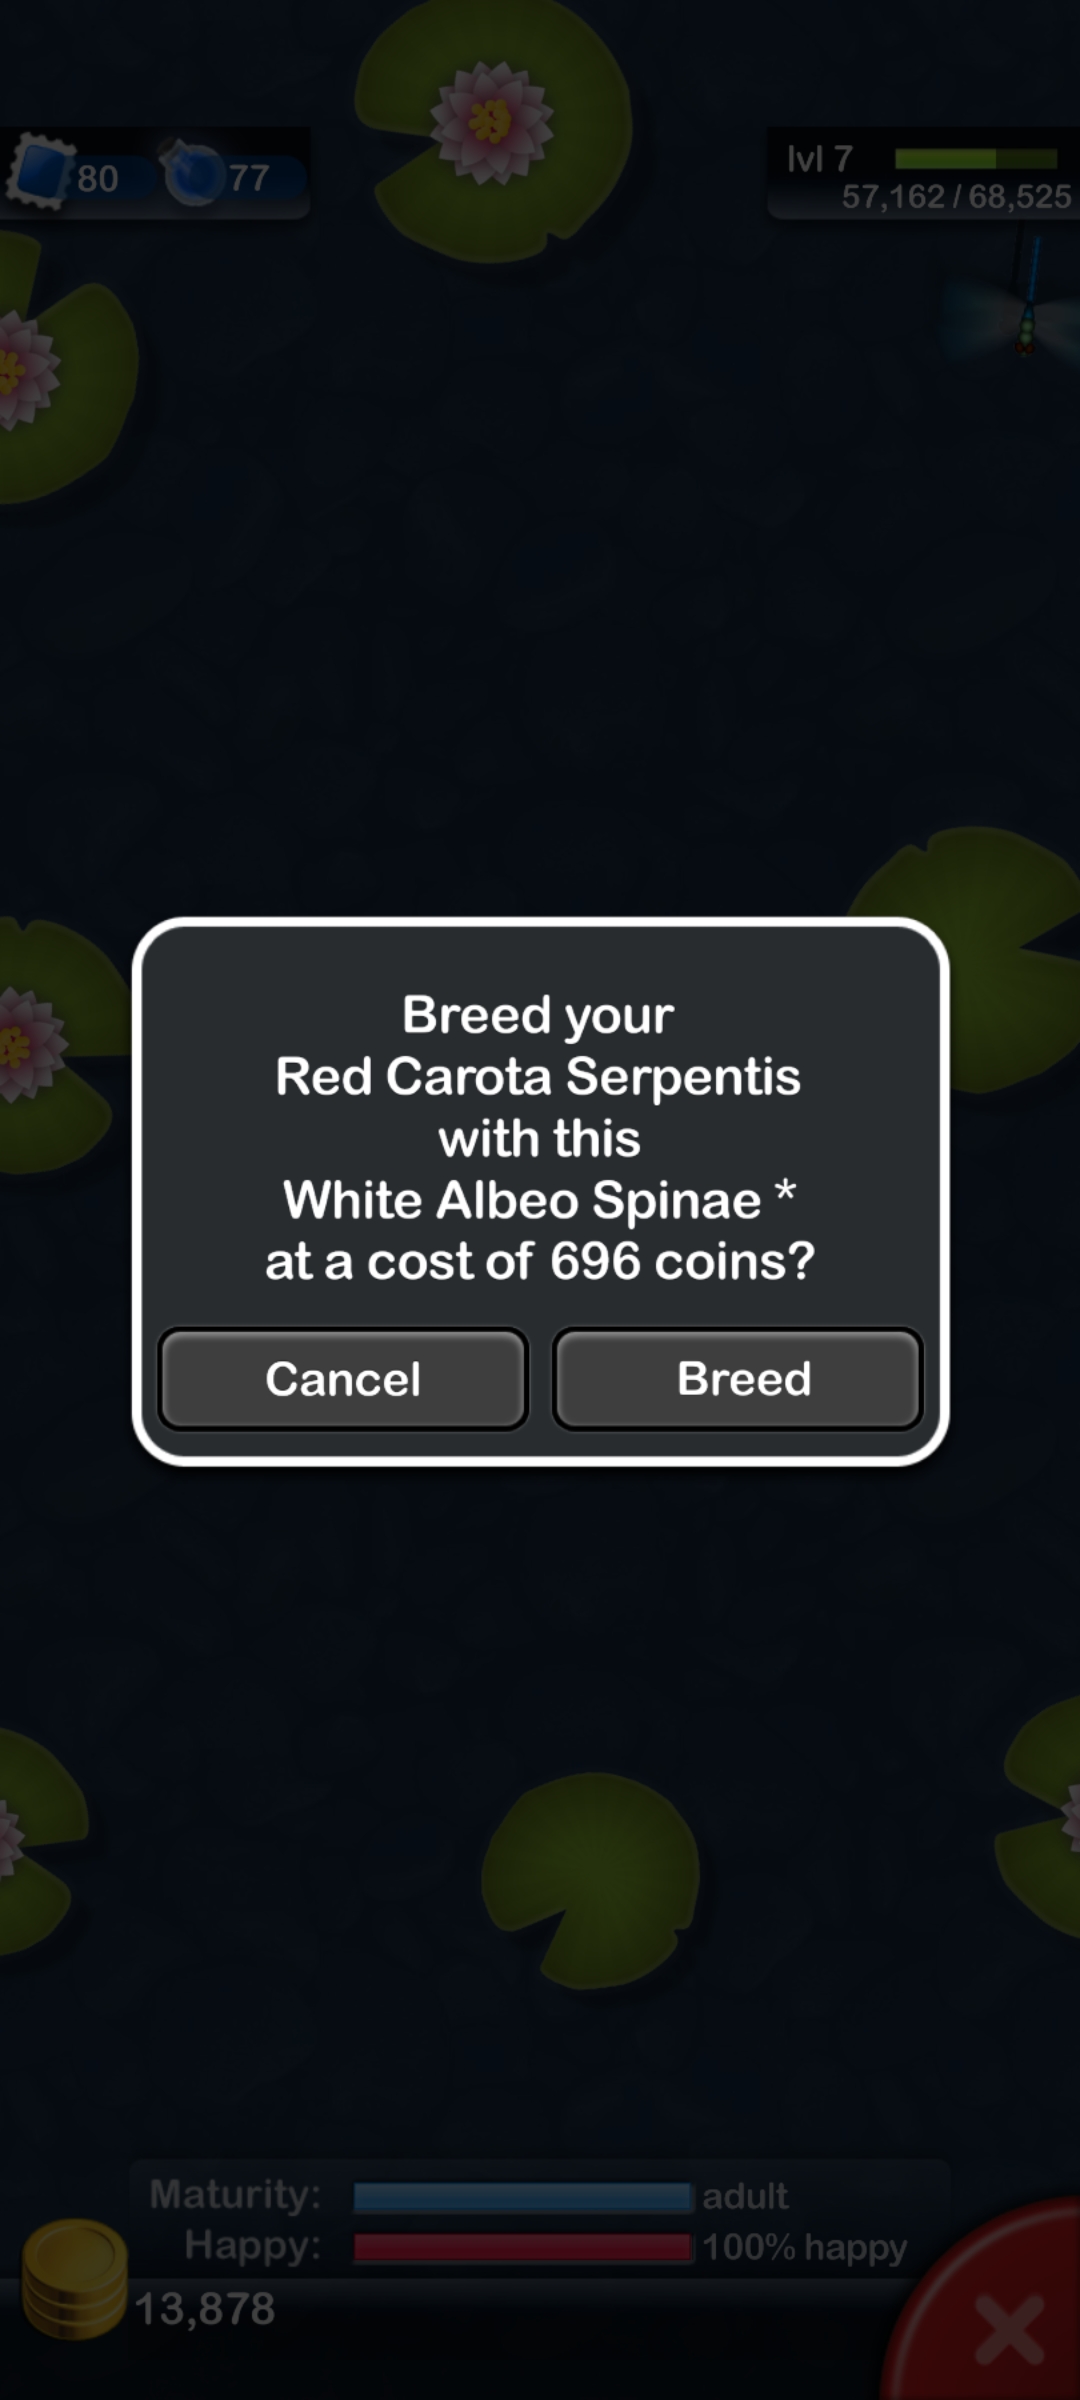 80 77
lvl 7
57,162 / 68,525
Breed your
Red Carota Serpentis
with this
White Albeo Spinae *
at a cost of 696 coins?
Cancel Breed
Maturity: adult
Happy: 100% happy
13,878